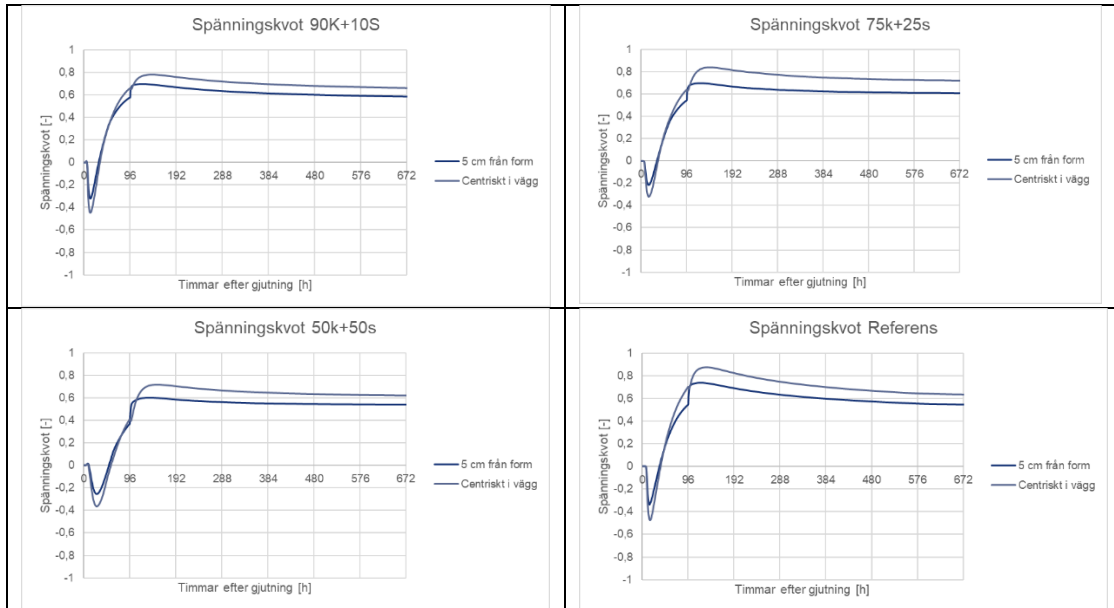 Spänningskvot 90K+10S
Spänningskvot [-]
1
0,8
0,6
0,4
0,2
0
-0,2
-0,4
-0,6
-0,8
-1
0 96 192 288 384 480 576 672
Timmar efter gjutning [h]
5 cm från form
Centriskt i vägg
Spänningskvot 75k+25s
Spänningskvot [-]
1
0,8
0,6
0,4
0,2
0
-0,2
-0,4
-0,6
-0,8
-1
0 96 192 288 384 480 576 672
Timmar efter gjutning [h]
5 cm från form
Centriskt i vägg
Spänningskvot 50k+50s
Spänningskvot [-]
1
0,8
0,6
0,4
0,2
0
-0,2
-0,4
-0,6
-0,8
-1
0 96 192 288 384 480 576 672
Timmar efter gjutning [h]
5 cm från form
Centriskt i vägg
Spänningskvot Referens
Spänningskvot [-]
1
0,8
0,6
0,4
0,2
0
-0,2
-0,4
-0,6
-0,8
-1
0 96 192 288 384 480 576 672
Timmar efter gjutning [h]
5 cm från form
Centriskt i vägg